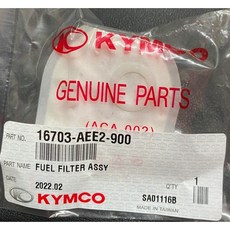 KYMCO
GENUINE PARTS
(ACA 002)
PART NO. 16703-AEE2-900
PART NAME FUEL FILTER ASSY
DATE 2022.02 Q'TY 1
KYMCO SA01116B
MADE IN TAIWAN